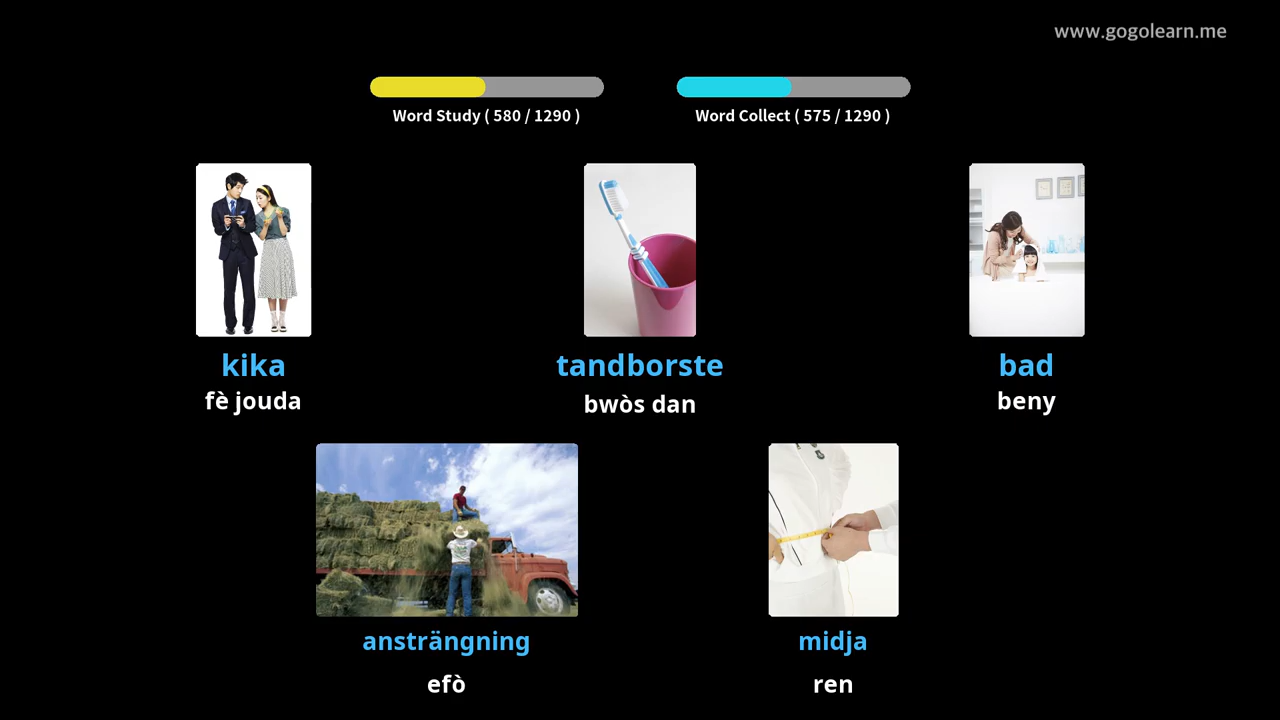 www.gogolearn.me
Word Study ( 580 / 1290 )
Word Collect ( 575 / 1290 )
kika
fè jouda
tandborste
bwòs dan
bad
beny
ansträngning
efò
midja
ren